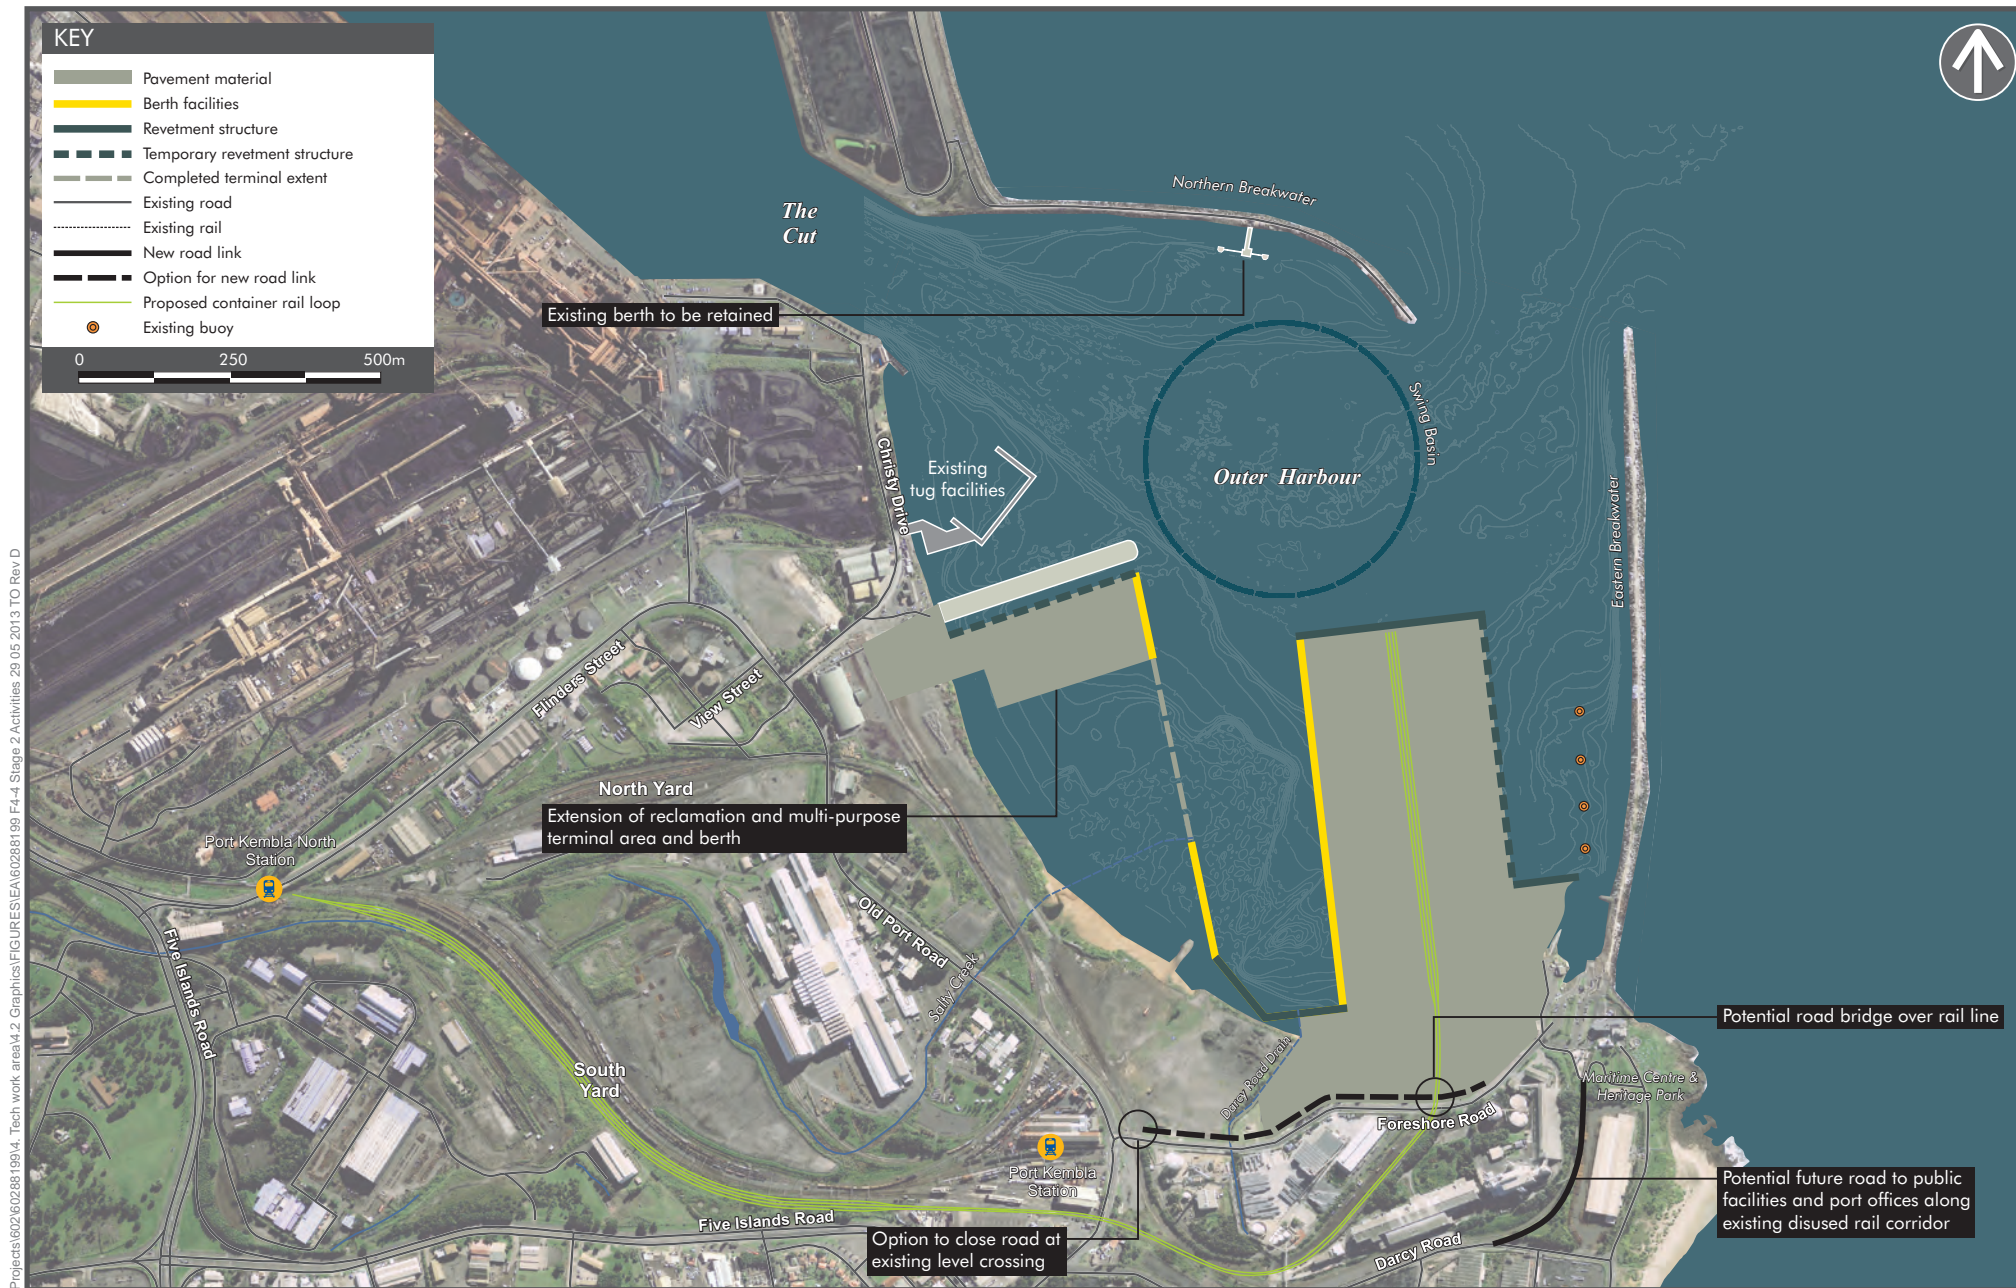 KEY
Pavement material
Berth facilities
Revetment structure
Temporary revetment structure
Completed terminal extent
Existing road
Existing rail
New road link
Option for new road link
Proposed container rail loop
Existing buoy
0 250 500m
The
Cut
Northern Breakwater
Existing berth to be retained
Swing Basin
Christy Drive
Existing
tug facilities
Outer Harbour
Eastern Breakwater
Flinders Street
View Street
North Yard
Extension of reclamation and multi-purpose
terminal area and berth
Port Kembla North
Station
Old Port Road
Five Islands Road
Salty Creek
Potential road bridge over rail line
South
Yard
Darcy Road Drain
Maritime Centre &
Heritage Park
Foreshore Road
Port Kembla
Station
Potential future road to public
facilities and port offices along
existing disused rail corridor
Five Islands Road
Option to close road at
existing level crossing
Darcy Road
Projects\602\60288199\4. Tech work area\4.2 Graphics\FIGURES\EA\60288199 F4-4 Stage 2 Activities 29 05 2013 TO Rev D